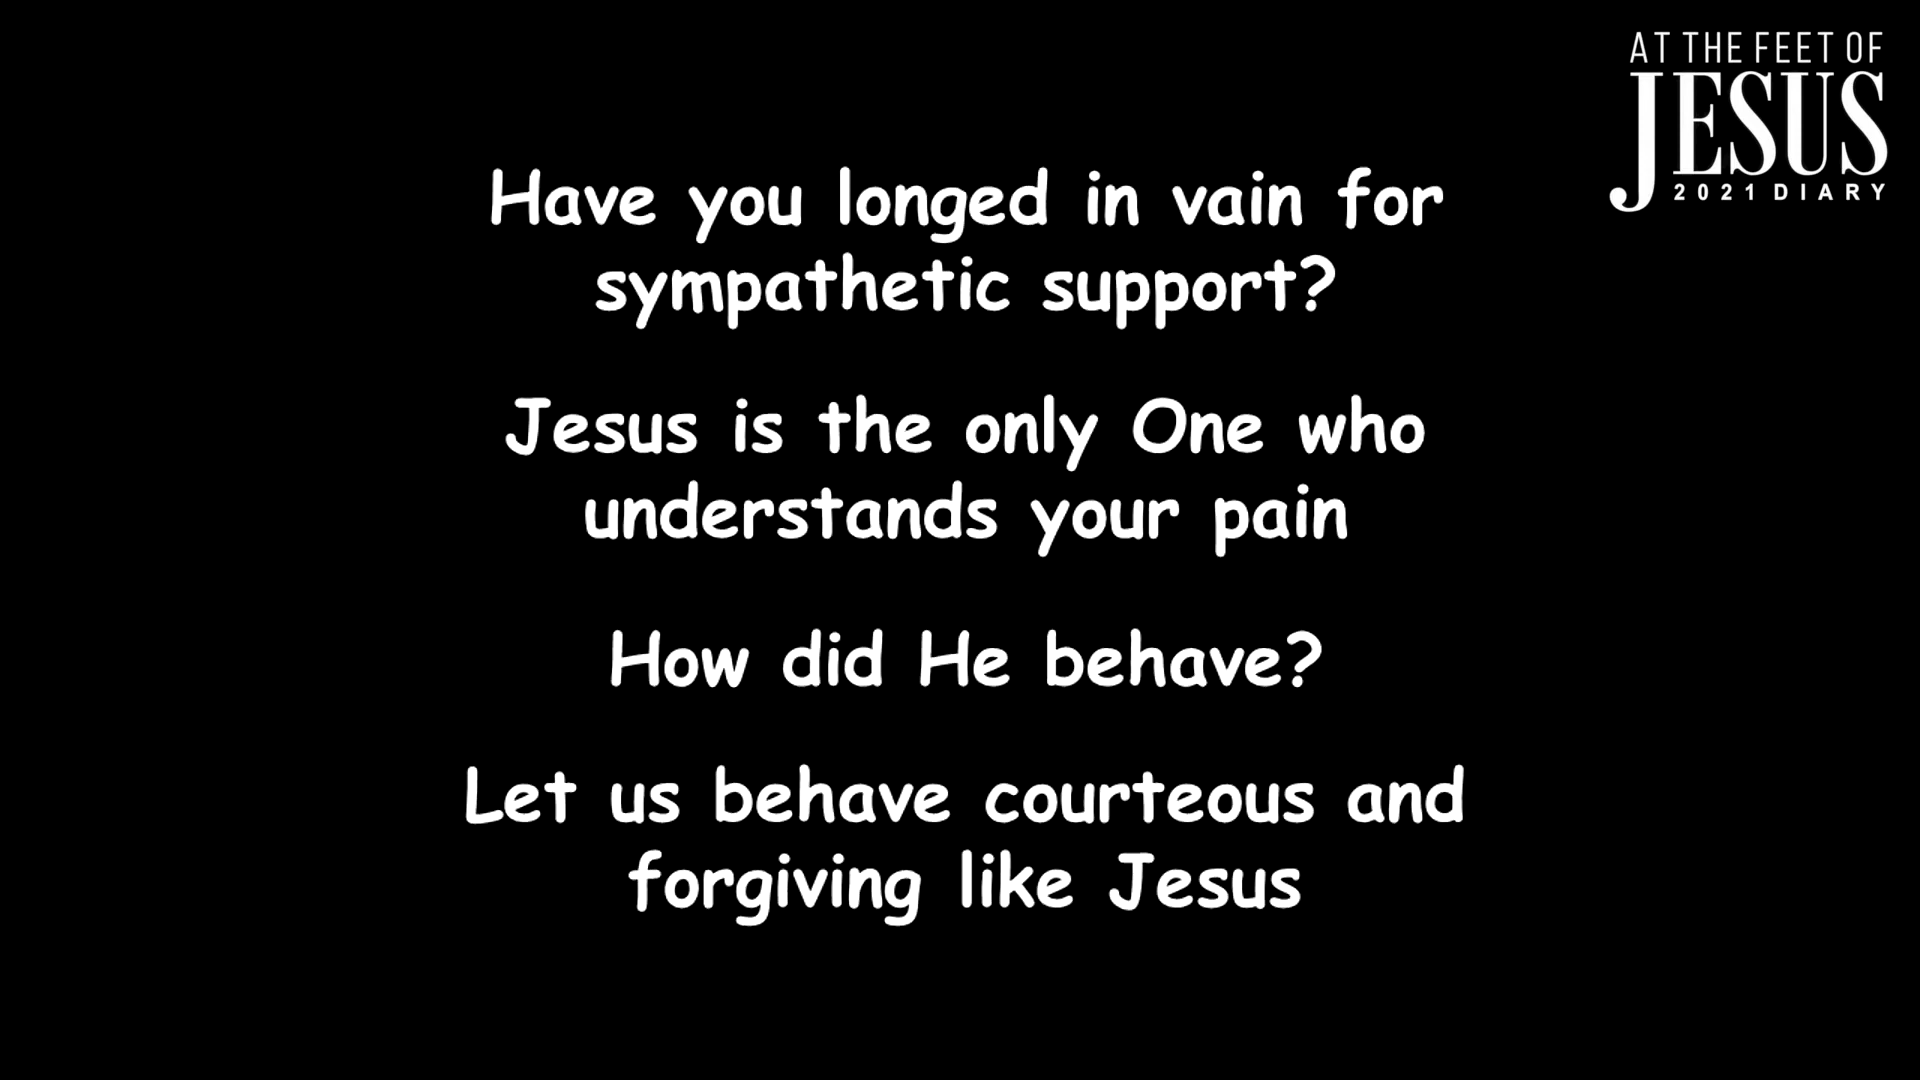 AT THE FEET OF
JESUS
2021 DIARY
Have you longed in vain for
sympathetic support?
Jesus is the only One who
understands your pain
How did He behave?
Let us behave courteous and
forgiving like Jesus